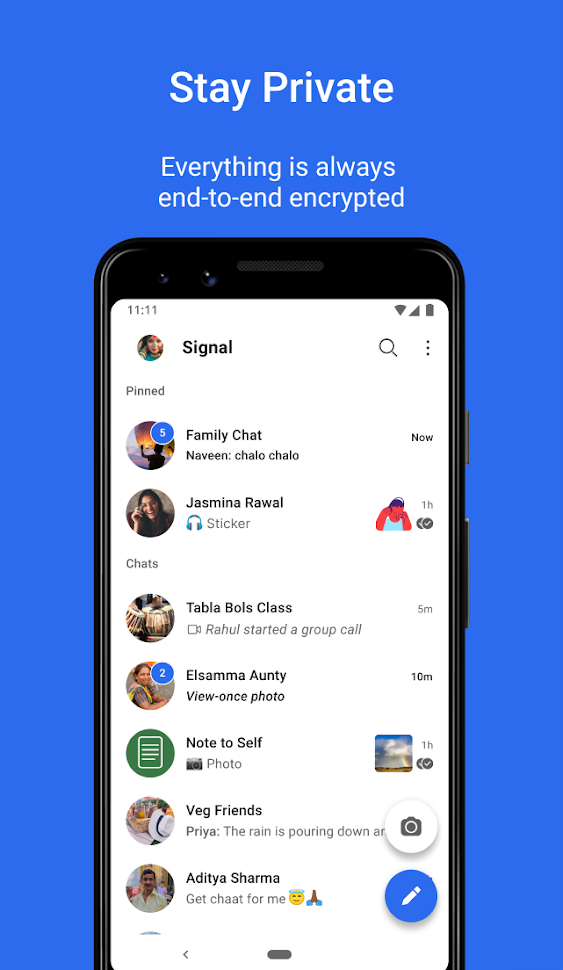 Stay Private
Everything is always
end-to-end encrypted
11:11
Signal
Pinned
5
Family Chat
Now
Naveen: chalo chalo
Jasmina Rawal
1h
🎧 Sticker
Chats
Tabla Bols Class
5m
Rahul started a group call
2
Elsamma Aunty
10m
View-once photo
Note to Self
1h
📷 Photo
Veg Friends
Priya: The rain is pouring down
Aditya Sharma
Get chaat for me 😇🙏🏾